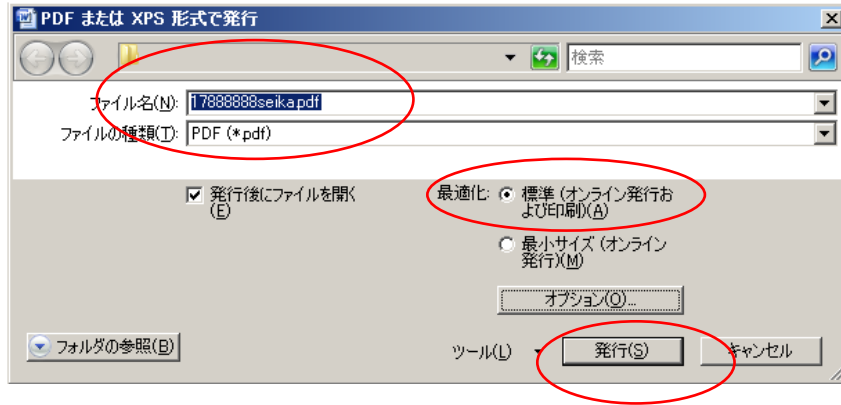 PDF または XPS 形式で発行
検索
ファイル名(N): 17888888seika.pdf
ファイルの種類(T): PDF (*.pdf)
発行後にファイルを開く
(E)
最適化: 標準 (オンライン発行お
よび印刷)(A)
最小サイズ (オンライン
発行)(M)
オプション(O)...
フォルダの参照(B)
ツール(L)
発行(S)
キャンセル